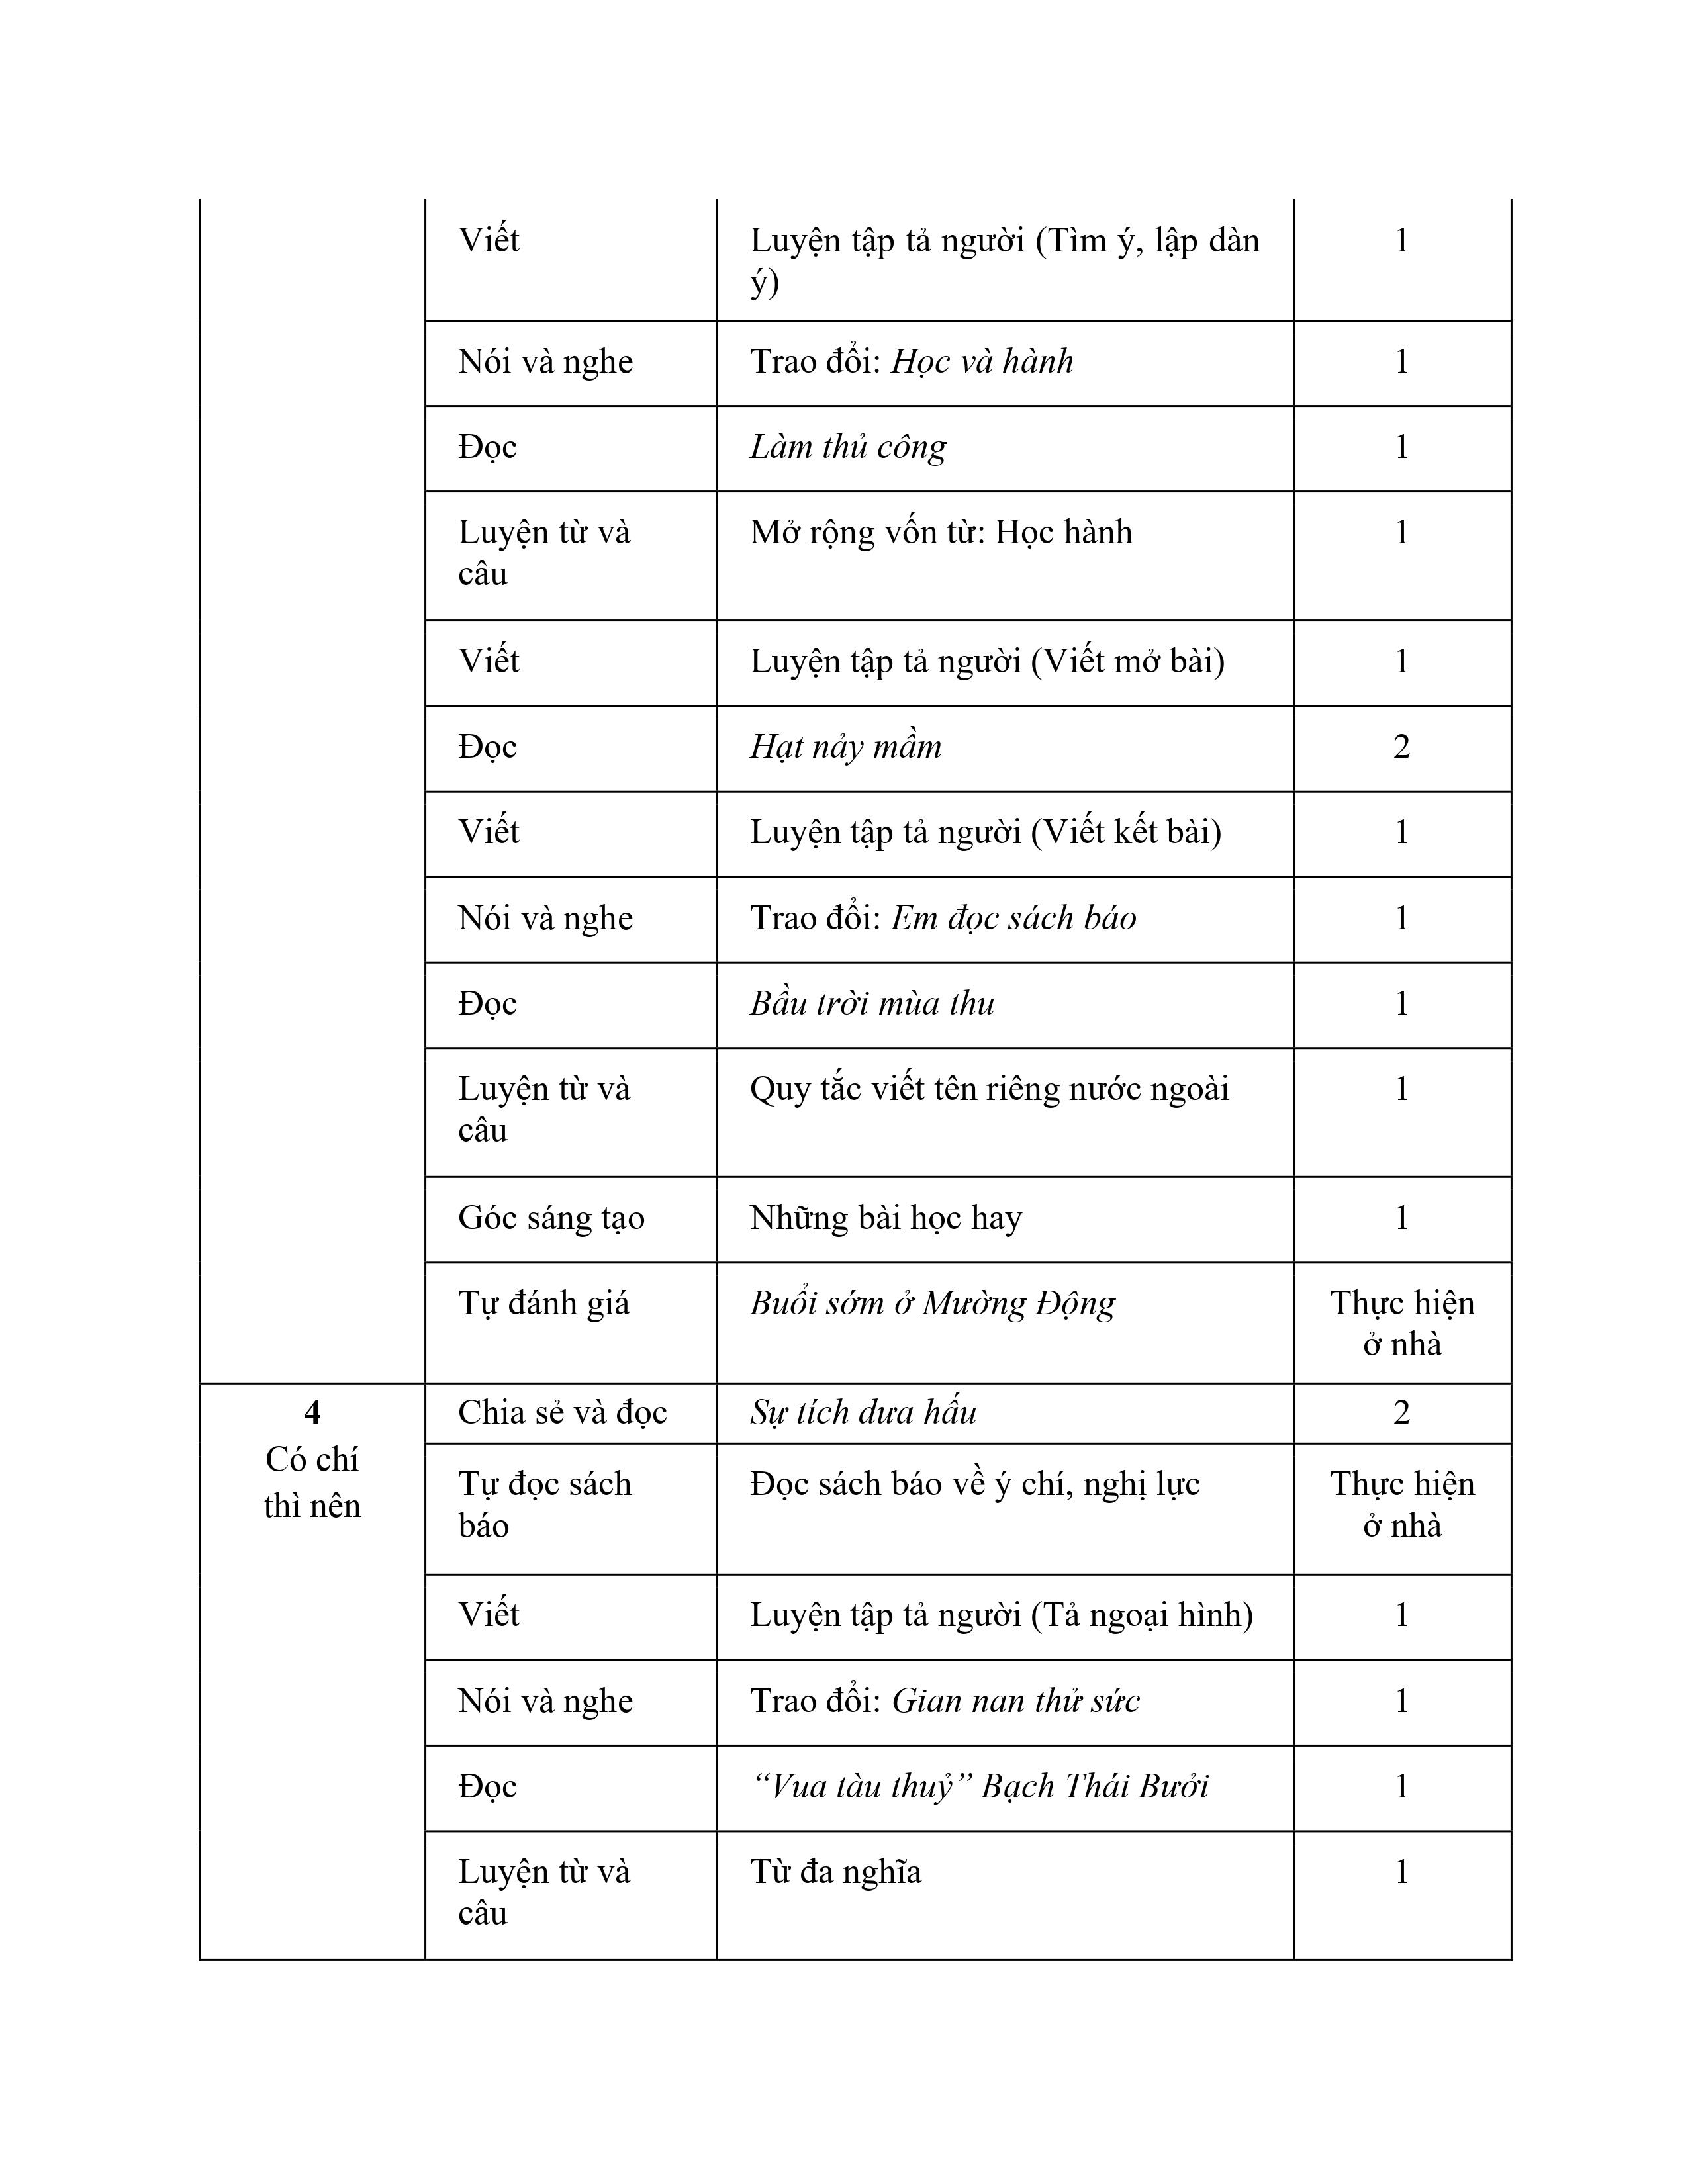 Viết
Luyện tập tả người (Tìm ý, lập dàn
ý)
1
Nói và nghe
Trao đổi: Học và hành
1
Đọc
Làm thủ công
1
Luyện từ và
câu
Mở rộng vốn từ: Học hành
1
Viết
Luyện tập tả người (Viết mở bài)
1
Đọc
Hạt nảy mầm
2
Viết
Luyện tập tả người (Viết kết bài)
1
Nói và nghe
Trao đổi: Em đọc sách báo
1
Đọc
Bầu trời mùa thu
1
Luyện từ và
câu
Quy tắc viết tên riêng nước ngoài
1
Góc sáng tạo
Những bài học hay
1
Tự đánh giá
Buổi sớm ở Mường Động
Thực hiện
ở nhà
4
Có chí
thì nên
Chia sẻ và đọc
Sự tích dưa hấu
2
Tự đọc sách
báo
Đọc sách báo về ý chí, nghị lực
Thực hiện
ở nhà
Viết
Luyện tập tả người (Tả ngoại hình)
1
Nói và nghe
Trao đổi: Gian nan thử sức
1
Đọc
“Vua tàu thuỷ” Bạch Thái Bưởi
1
Luyện từ và
câu
Từ đa nghĩa
1